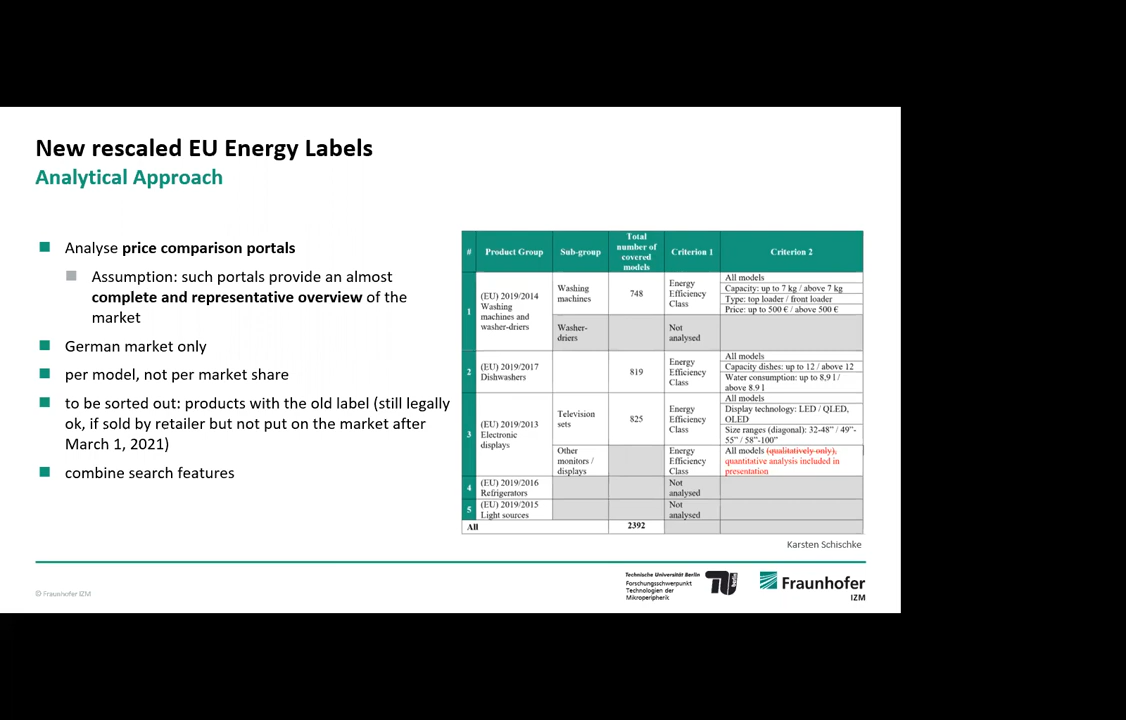 New rescaled EU Energy Labels
Analytical Approach
Analyse price comparison portals
Assumption: such portals provide an almost
complete and representative overview of the
market
German market only
per model, not per market share
to be sorted out: products with the old label (still legally
ok, if sold by retailer but not put on the market after
March 1, 2021)
combine search features
# Product Group Sub-group Total number of covered models Criterion 1 Criterion 2
1 (EU) 2019/2014 Washing machines and washer-driers
Washing machines 748 Energy Efficiency Class
All models
Capacity: up to 7 kg / above 7 kg
Type: top loader / front loader
Price: up to 500 € / above 500 €
Washer-driers Not analysed
2 (EU) 2019/2017 Dishwashers 819 Energy Efficiency Class
All models
Capacity dishes: up to 12 / above 12
Water consumption: up to 8,9 l /
above 8.9 l
3 (EU) 2019/2013 Electronic displays
Television sets 825 Energy Efficiency Class
All models
Display technology: LED / QLED,
OLED
Size ranges (diagonal): 32-48" / 49"-
55" / 58"-100"
Other monitors / displays Energy Efficiency Class
All models (qualitatively only),
quantitative analysis included in
presentation
4 (EU) 2019/2016 Refrigerators Not analysed
5 (EU) 2019/2015 Light sources Not analysed
All 2392
Karsten Schischke
© Fraunhofer IZM
Technische Universität Berlin
Forschungsschwerpunkt
Technologien der
Mikroperipherik
berlin
Fraunhofer
IZM